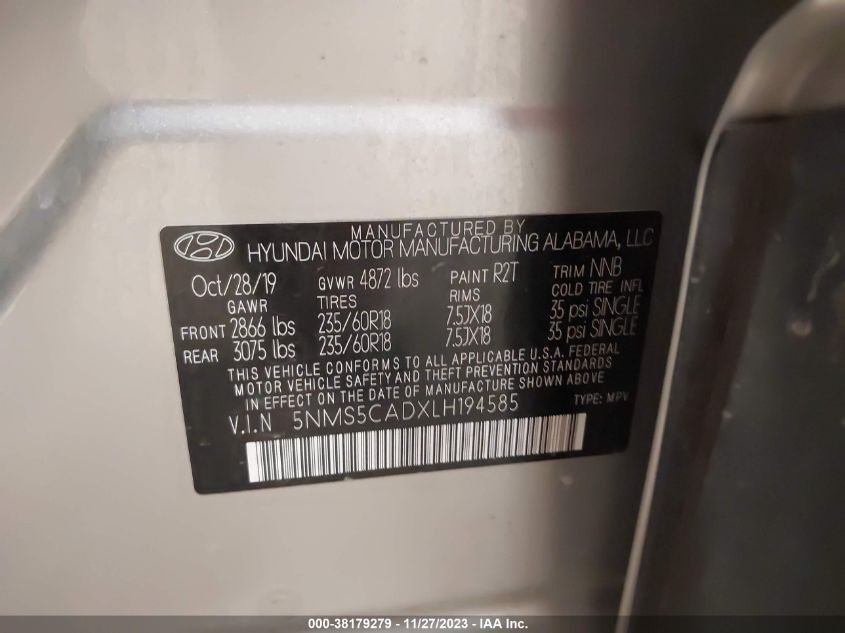 MANUFACTURED BY
HYUNDAI MOTOR MANUFACTURING ALABAMA, LLC
Oct/28/19 GVWR 4872 lbs PAINT R2T TRIM NNB
GAWR TIRES RIMS COLD TIRE INFL
FRONT 2866 lbs 235/60R18 7.5JX18 35 psi SINGLE
REAR 3075 lbs 235/60R18 7.5JX18 35 psi SINGLE
THIS VEHICLE CONFORMS TO ALL APPLICABLE U.S.A. FEDERAL
MOTOR VEHICLE SAFETY AND THEFT PREVENTION STANDARDS
IN EFFECT ON THE DATE OF MANUFACTURE SHOWN ABOVE
V.I.N 5NMS5CADXLH194585 TYPE: MPV
000-38179279 - 11/27/2023 - IAA Inc.